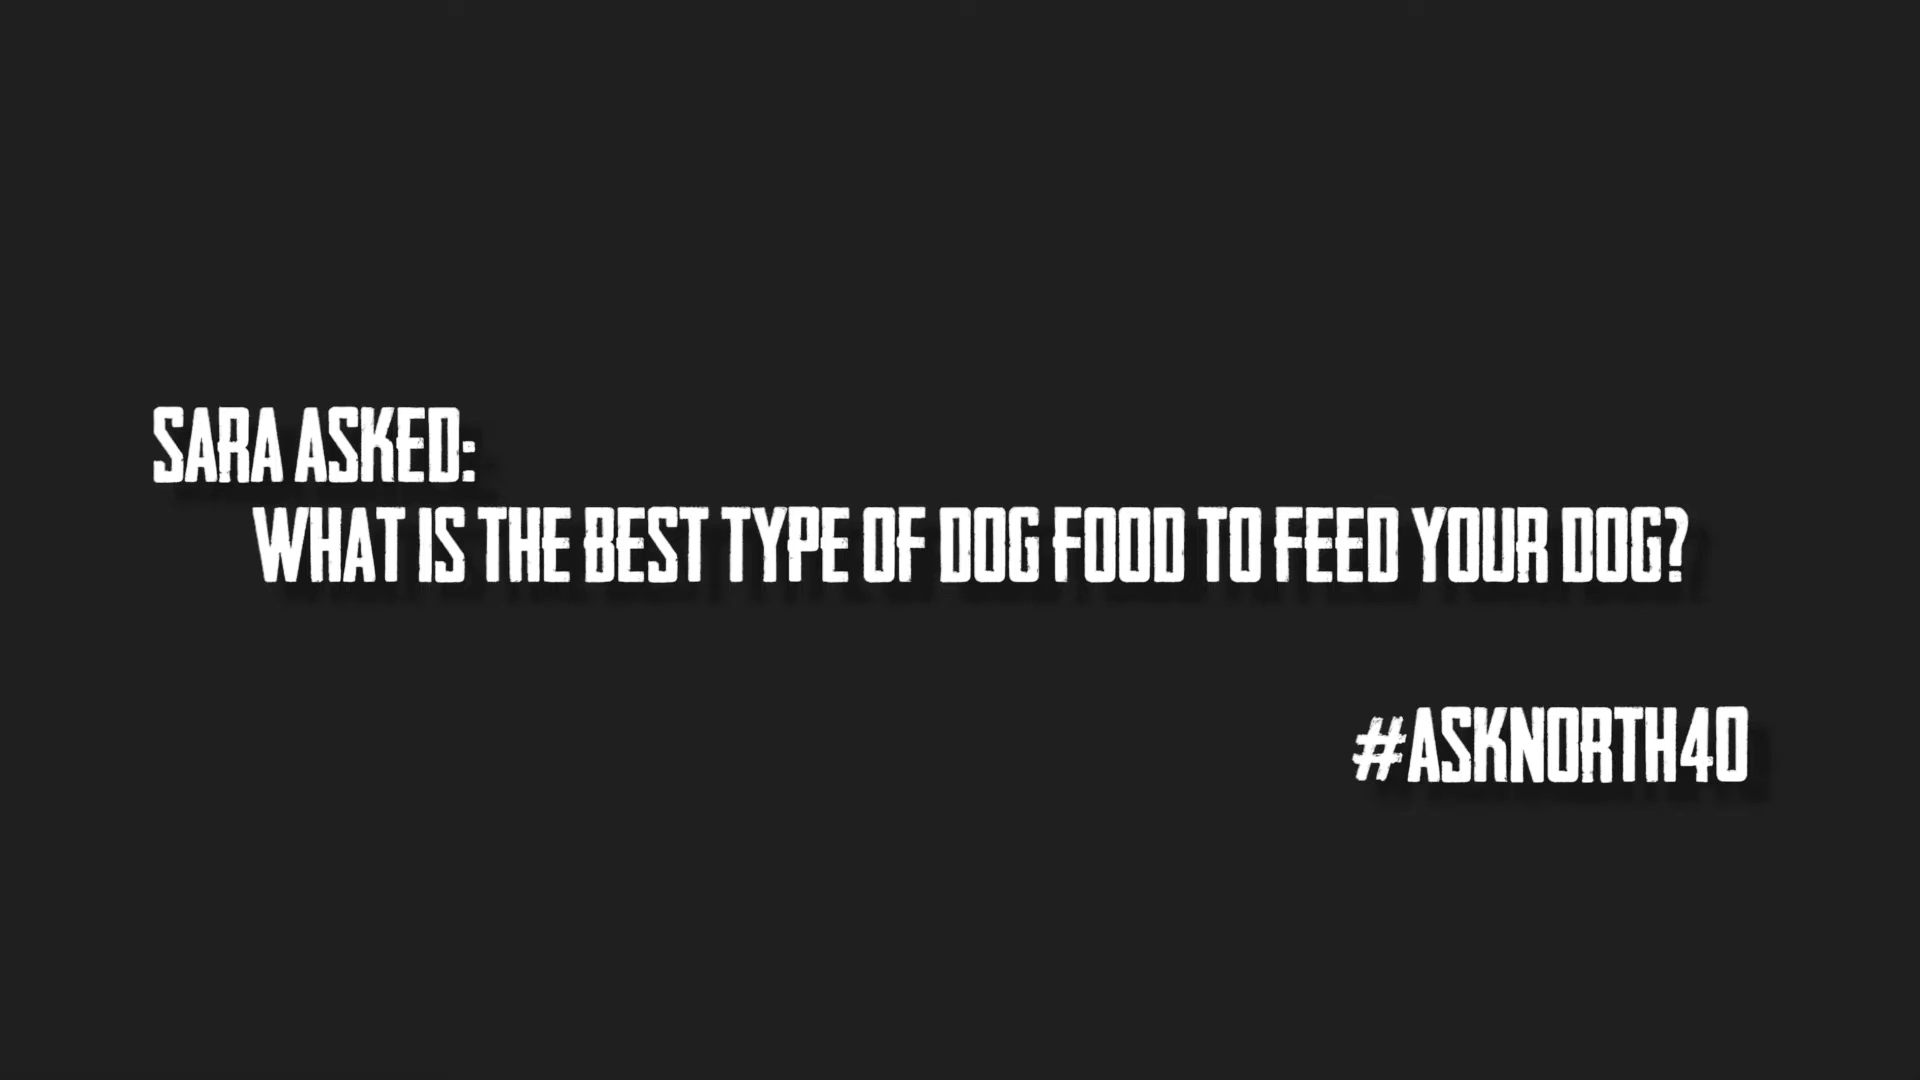 SARA ASKED:
WHAT IS THE BEST TYPE OF DOG FOOD TO FEED YOUR DOG?
#ASKNORTH40